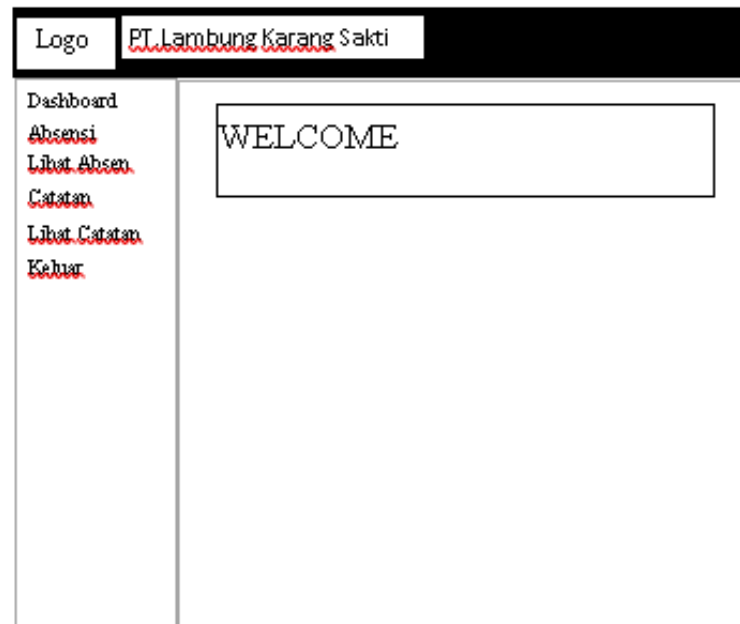 Logo
PT.Lambung Karang Sakti
Dashboard
Absensi
Lihat Absen
Catatan
Lihat Catatan
Keluar
WELCOME